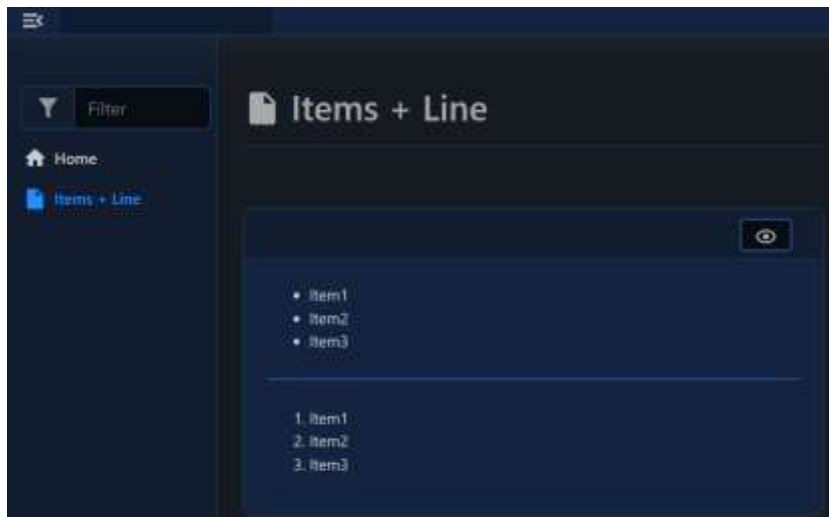 Filter
Home
Items + Line
Items + Line
• Item1
• Item2
• Item3
1. Item1
2. Item2
3. Item3